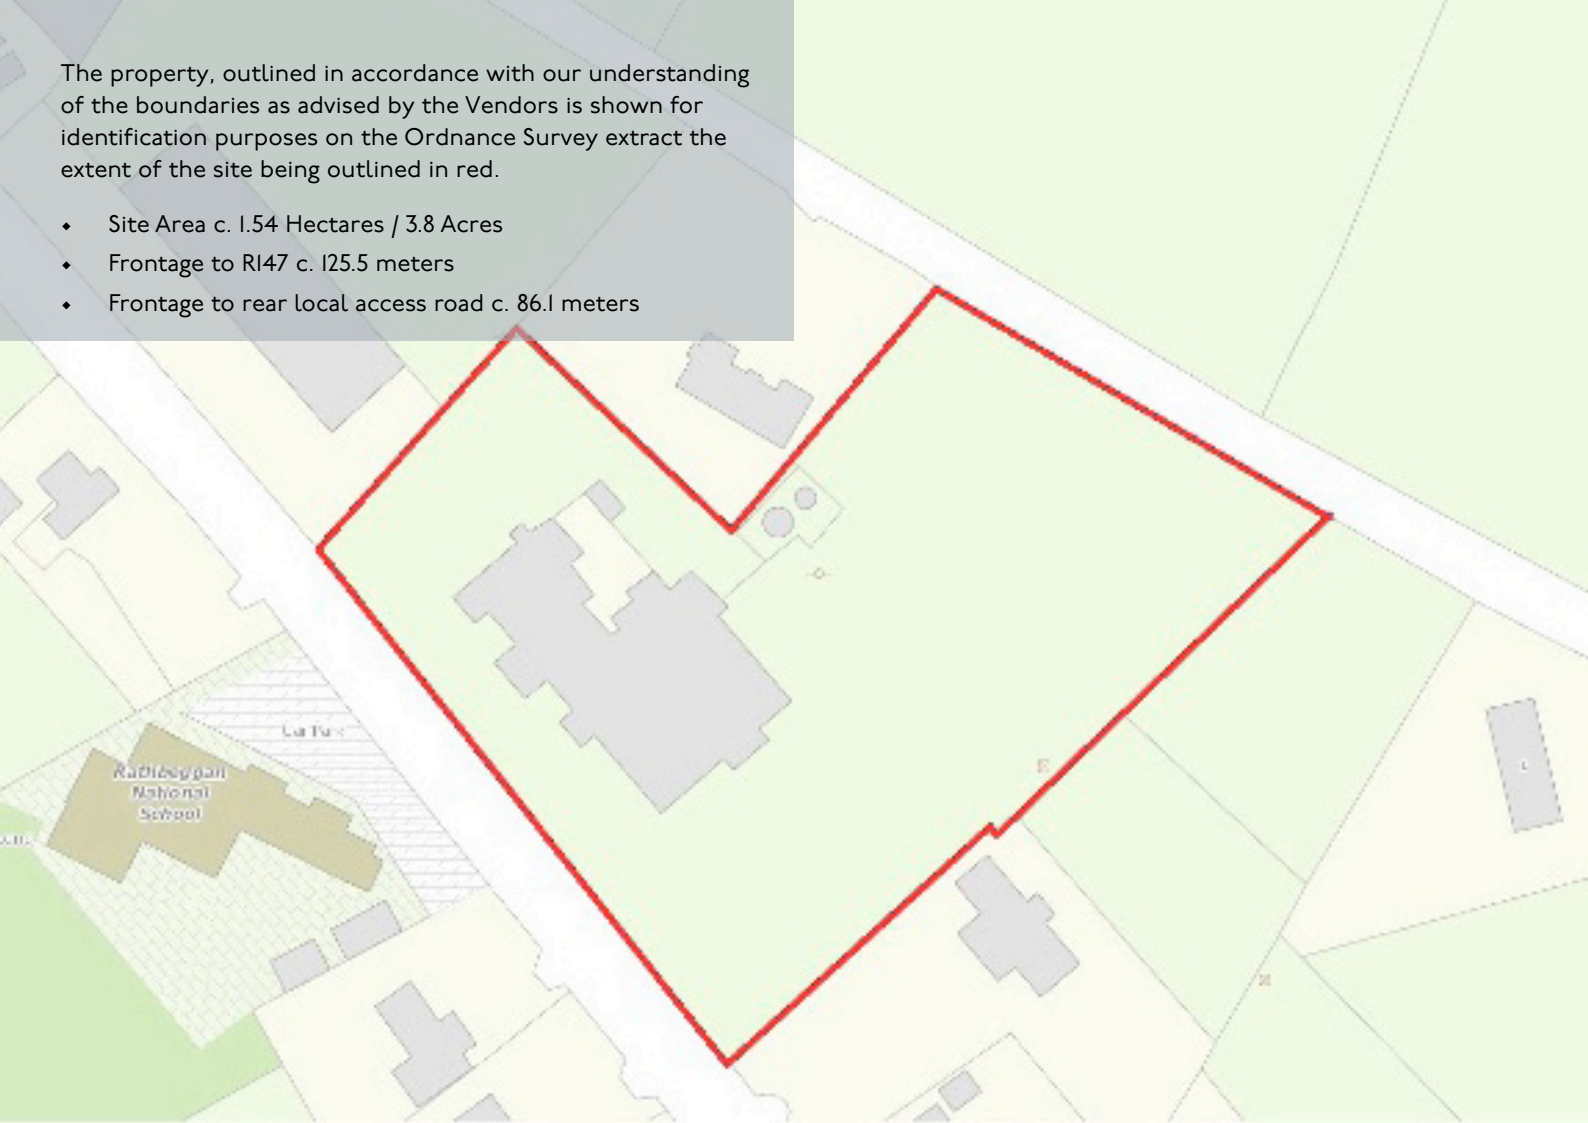 The property, outlined in accordance with our understanding
of the boundaries as advised by the Vendors is shown for
identification purposes on the Ordnance Survey extract the
extent of the site being outlined in red.
⬥ Site Area c. 1.54 Hectares / 3.8 Acres
⬥ Frontage to R147 c. 125.5 meters
⬥ Frontage to rear local access road c. 86.1 meters
Car Park
Rathbeggan
National
School